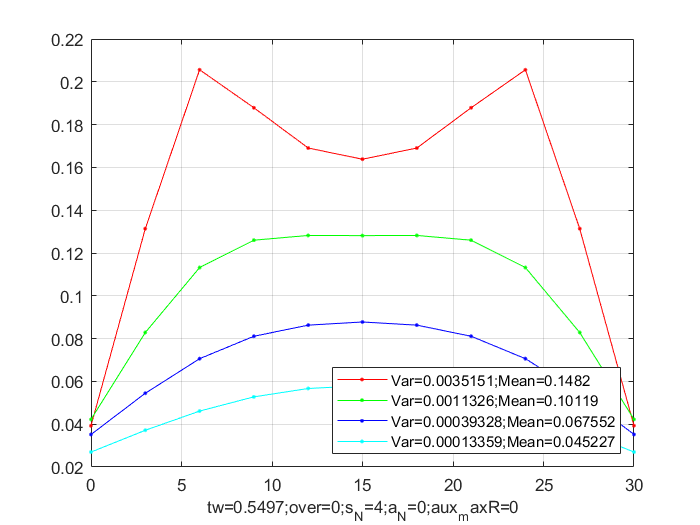 0.22
0.2
0.18
0.16
0.14
0.12
0.1
0.08
0.06
0.04
0.02
Var=0.0035151;Mean=0.1482
Var=0.0011326;Mean=0.10119
Var=0.00039328;Mean=0.067552
Var=0.00013359;Mean=0.045227
0 5 10 15 20 25 30
tw=0.5497;over=0;s_N=4;a_N=0;aux_maxR=0